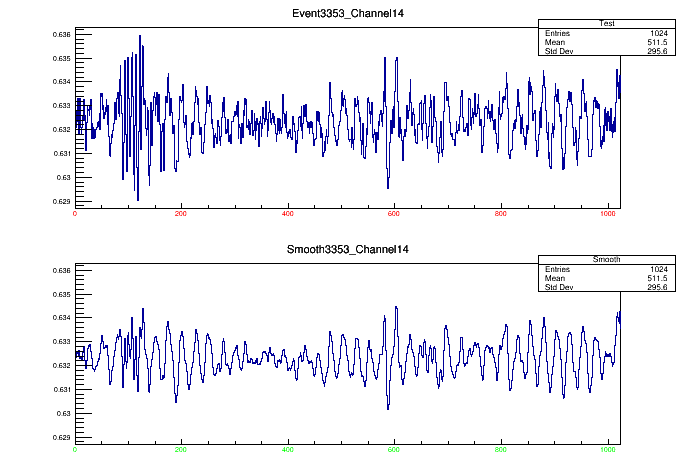 Event3353_Channel14
Test
Entries 1024
Mean 511.5
Std Dev 295.6
0.636
0.635
0.634
0.633
0.632
0.631
0.63
0.629
0 200 400 600 800 1000
Smooth3353_Channel14
Smooth
Entries 1024
Mean 511.5
Std Dev 295.6
0.636
0.635
0.634
0.633
0.632
0.631
0.63
0.629
0 200 400 600 800 1000